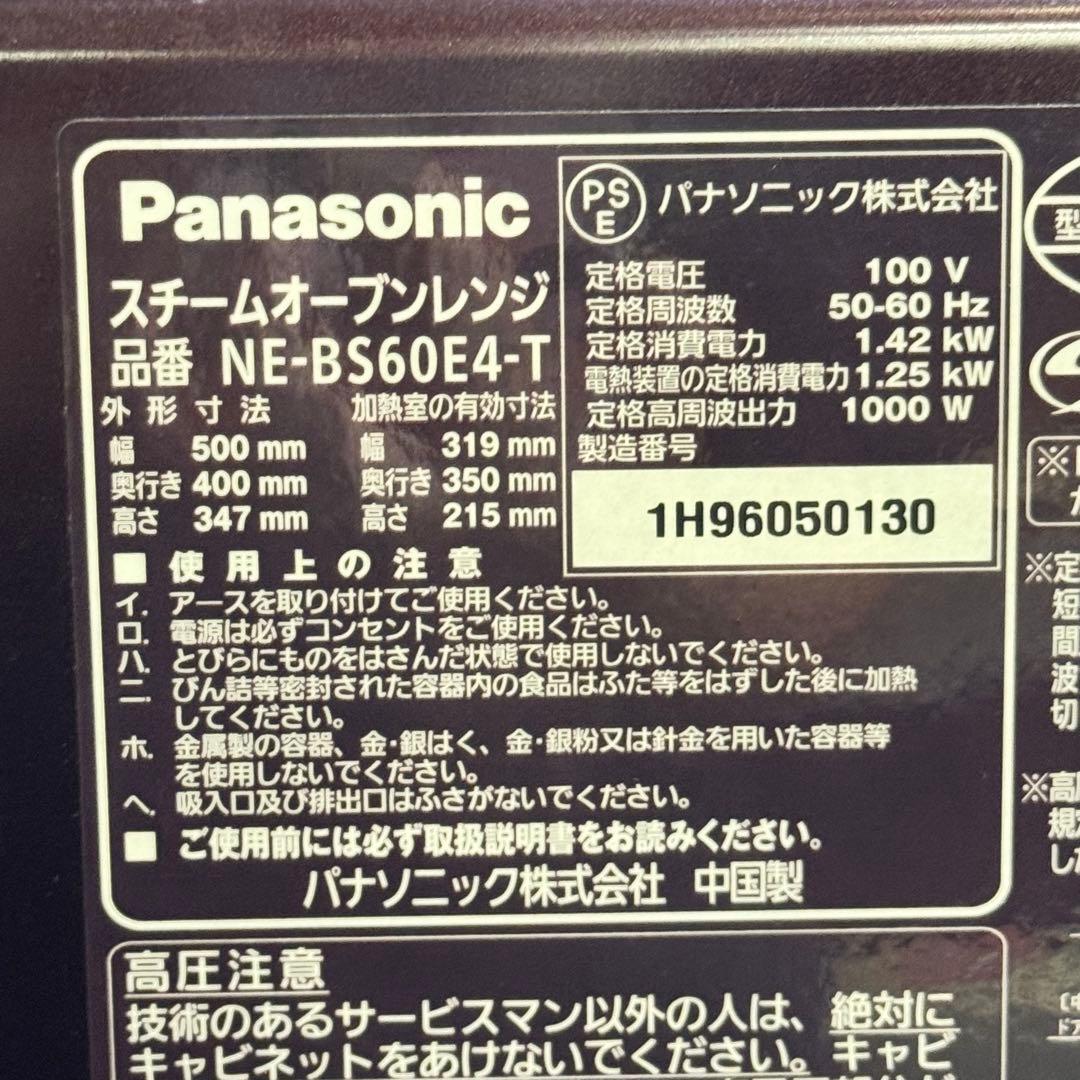 Panasonic
スチームオーブンレンジ
品番 NE-BS60E4-T
外形寸法
幅 500 mm
奥行き 400 mm
高さ 347 mm
加熱室の有効寸法
幅 319 mm
奥行き 350 mm
高さ 215 mm
PSE パナソニック株式会社
定格電圧 100 V
定格周波数 50-60 Hz
定格消費電力 1.42 kW
電熱装置の定格消費電力 1.25 kW
定格高周波出力 1000 W
製造番号
1H96050130
■ 使用上の注意
イ. アースを取り付けてご使用ください。
ロ. 電源は必ずコンセントをご使用ください。
ハ. とびらにものをはさんだ状態で使用しないでください。
ニ. びん詰等密封された容器内の食品はふた等をはずした後に加熱
してください。
ホ. 金属製の容器、金・銀はく、金・銀粉又は針金を用いた容器等
を使用しないでください。
ヘ. 吸入口及び排出口はふさがないでください。
■ ご使用前には必ず取扱説明書をお読みください。
パナソニック株式会社 中国製
高圧注意
技術のあるサービスマン以外の人は、絶対に
キャビネットをあけないでください。キャビ
型
※
※定
短
間
波
切
※高
規
した